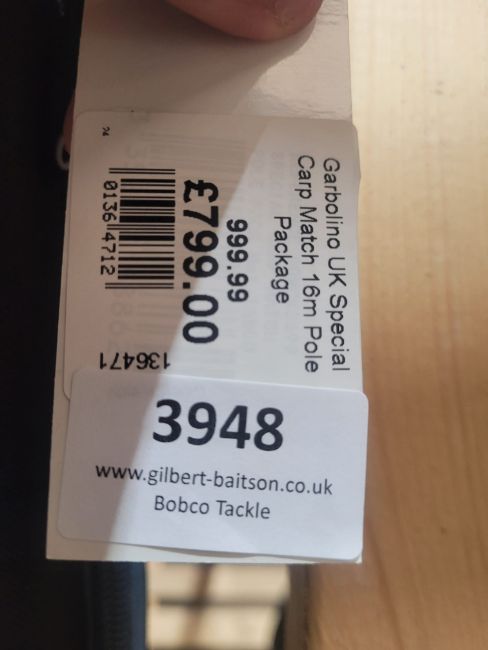 Garbolino UK Special
Carp Match 16m Pole
Package
999.99
£799.00
01364712
136471
3948
www.gilbert-baitson.co.uk
Bobco Tackle